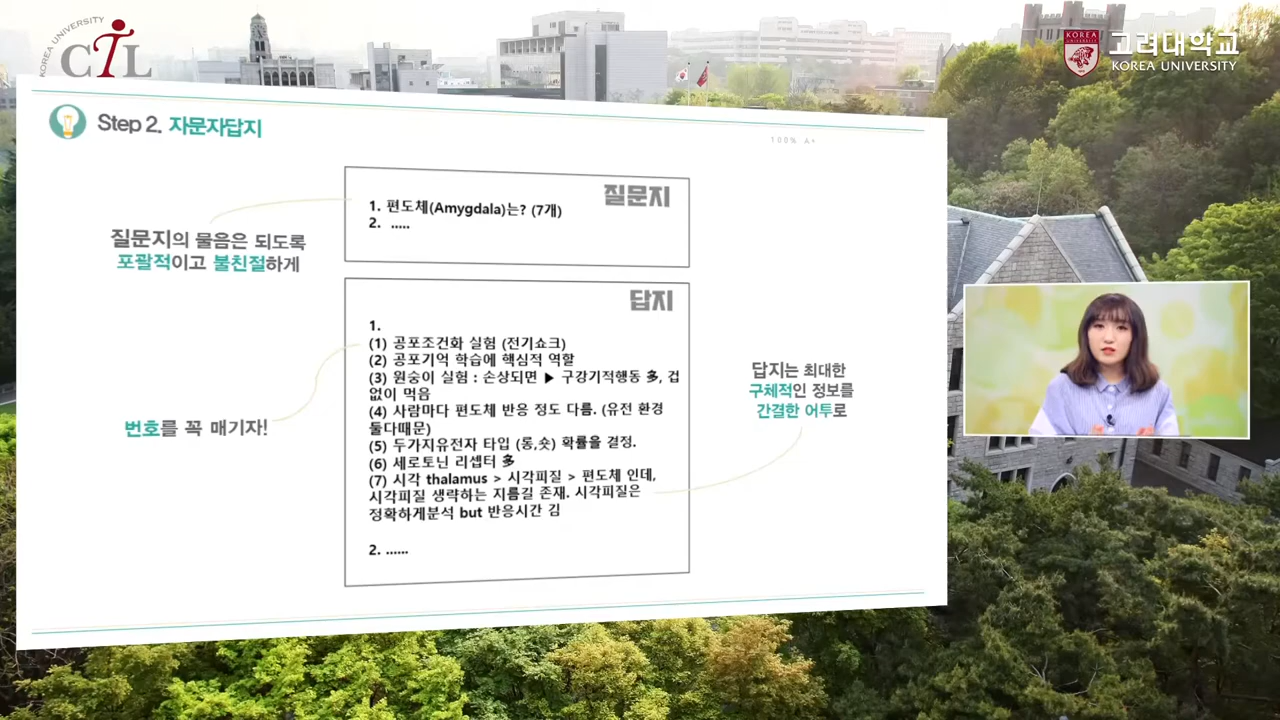 KOREA UNIVERSITY
CTL
KOREA UNIVERSITY
고려대학교
KOREA UNIVERSITY
Step 2. 자문자답지
100% A+
질문지
1. 편도체(Amygdala)는? (7개)
2. .....
질문지의 물음은 되도록
포괄적이고 불친절하게
답지
1.
(1) 공포조건화 실험 (전기쇼크)
(2) 공포기억 학습에 핵심적 역할
(3) 원숭이 실험 : 손상되면 ▶ 구강기적행동 多, 겁
없이 먹음
(4) 사람마다 편도체 반응 정도 다름. (유전 환경
둘다때문)
(5) 두가지유전자 타입 (롱,숏) 확률을 결정.
(6) 세로토닌 리셉터 多
(7) 시각 thalamus > 시각피질 > 편도체 인데,
시각피질 생략하는 지름길 존재. 시각피질은
정확하게분석 but 반응시간 김
2. ......
번호를 꼭 매기자!
답지는 최대한
구체적인 정보를
간결한 어투로